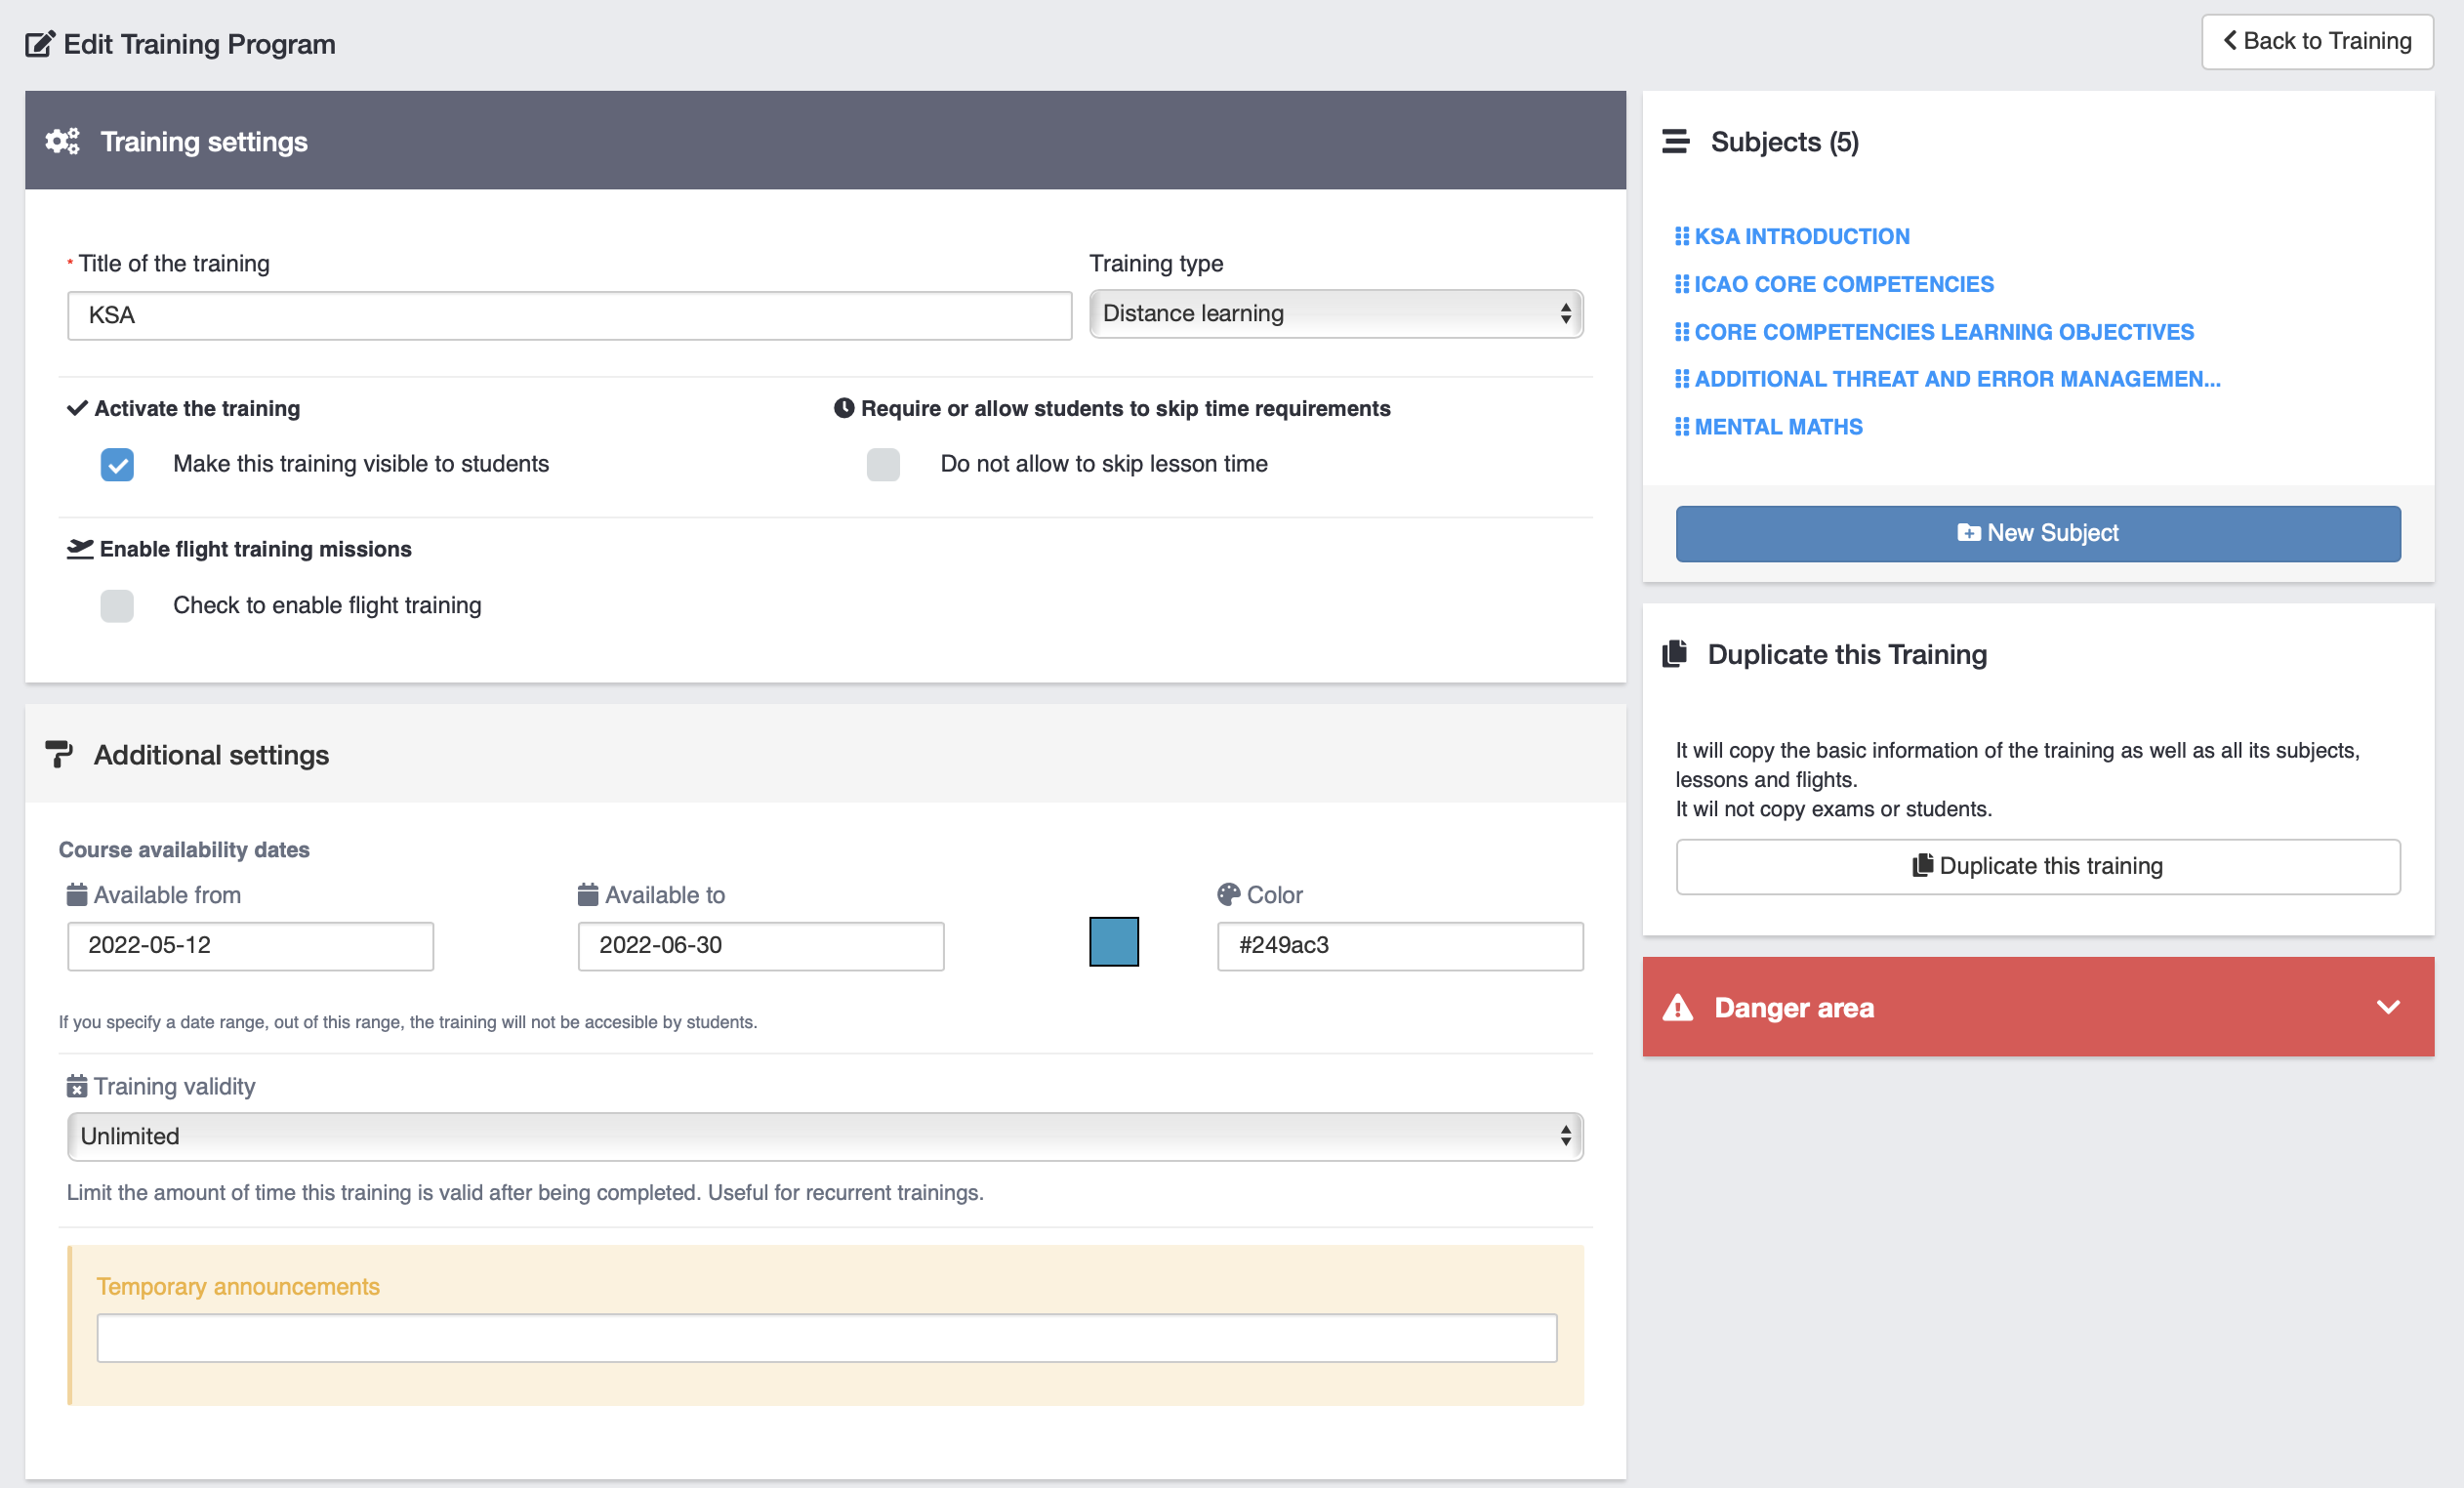 Edit Training Program
Back to Training
Training settings
* Title of the training
Training type
KSA
Distance learning
Activate the training
Require or allow students to skip time requirements
Make this training visible to students
Do not allow to skip lesson time
Enable flight training missions
Check to enable flight training
Additional settings
Course availability dates
Available from
Available to
Color
2022-05-12
2022-06-30
#249ac3
If you specify a date range, out of this range, the training will not be accesible by students.
Training validity
Unlimited
Limit the amount of time this training is valid after being completed. Useful for recurrent trainings.
Temporary announcements
Subjects (5)
KSA INTRODUCTION
ICAO CORE COMPETENCIES
CORE COMPETENCIES LEARNING OBJECTIVES
ADDITIONAL THREAT AND ERROR MANAGEMEN...
MENTAL MATHS
New Subject
Duplicate this Training
It will copy the basic information of the training as well as all its subjects,
lessons and flights.
It wil not copy exams or students.
Duplicate this training
Danger area